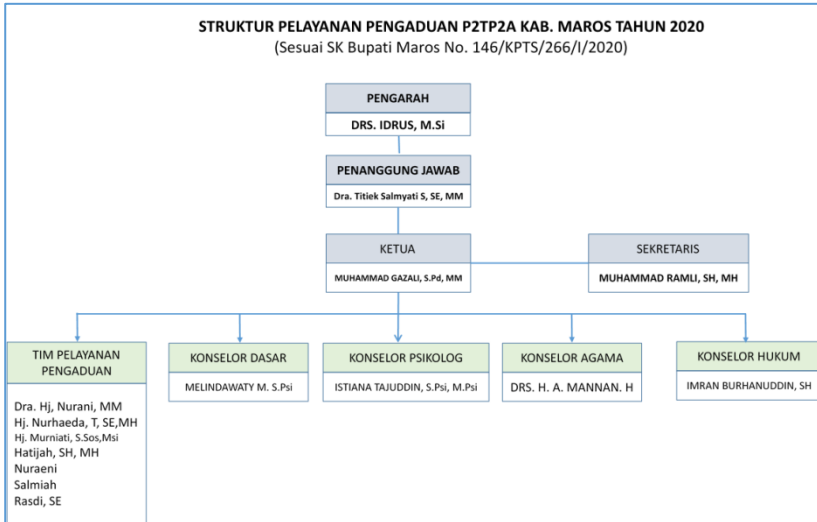 STRUKTUR PELAYANAN PENGADUAN P2TP2A KAB. MAROS TAHUN 2020
(Sesuai SK Bupati Maros No. 146/KPTS/266/I/2020)
PENGARAH
DRS. IDRUS, M.Si
PENANGGUNG JAWAB
Dra. Titiek Salmyati S, SE, MM
KETUA
MUHAMMAD GAZALI, S.Pd, MM
SEKRETARIS
MUHAMMAD RAMLI, SH, MH
TIM PELAYANAN
PENGADUAN
Dra. Hj, Nurani, MM
Hj. Nurhaeda, T, SE,MH
Hj. Murniati, S.Sos,Msi
Hatijah, SH, MH
Nuraeni
Salmiah
Rasdi, SE
KONSELOR DASAR
MELINDAWATY M. S.Psi
KONSELOR PSIKOLOG
ISTIANA TAJUDDIN, S.Psi, M.Psi
KONSELOR AGAMA
DRS. H. A. MANNAN. H
KONSELOR HUKUM
IMRAN BURHANUDDIN, SH